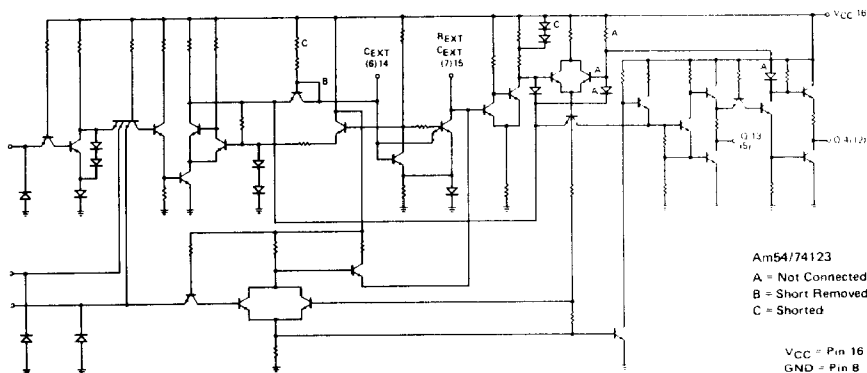 VCC 16
C
A
REXT
CEXT
CEXT
(6) 14
(7) 15
B
A
A
Q 13
(5)
Q 4 (12)
Am54/74123
A = Not Connected
B = Short Removed
C = Shorted
VCC = Pin 16
GND = Pin 8
C